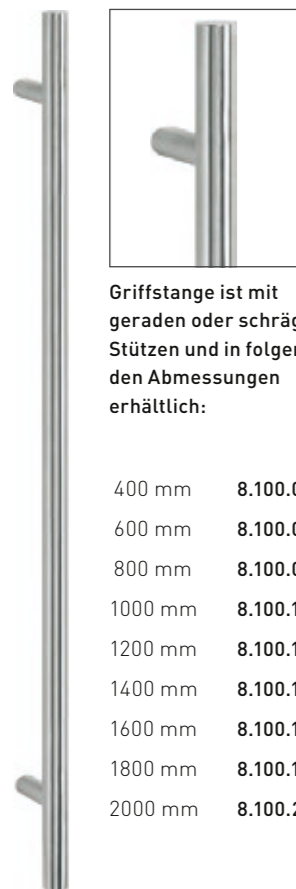 Griffstange ist mit
geraden oder schräg
Stützen und in folgen
den Abmessungen
erhältlich:
400 mm 8.100.0
600 mm 8.100.0
800 mm 8.100.0
1000 mm 8.100.1
1200 mm 8.100.1
1400 mm 8.100.1
1600 mm 8.100.1
1800 mm 8.100.1
2000 mm 8.100.2